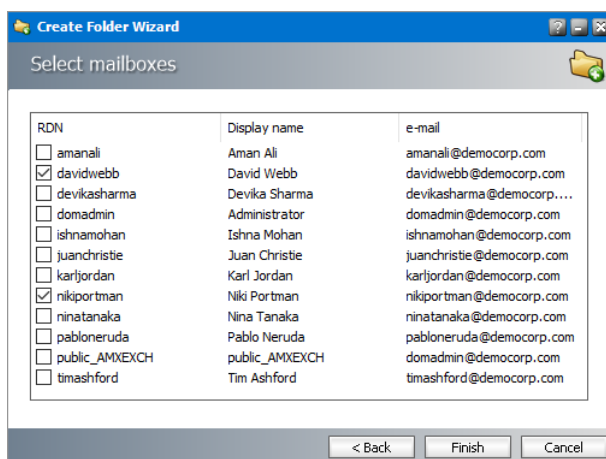 Create Folder Wizard
Select mailboxes
RDN Display name e-mail
amanali Aman Ali amanali@democorp.com
davidwebb David Webb davidwebb@democorp.com
devikasharma Devika Sharma devikasharma@democorp....
domadmin Administrator domadmin@democorp.com
ishnamohan Ishna Mohan ishnamohan@democorp.com
juanchristie Juan Christie juanchristie@democorp.com
karljordan Karl Jordan karljordan@democorp.com
nikiportman Niki Portman nikiportman@democorp.com
ninatanaka Nina Tanaka ninatanaka@democorp.com
pabloneruda Pablo Neruda pabloneruda@democorp.com
public_AMXEXCH public_AMXEXCH domadmin@democorp.com
timashford Tim Ashford timashford@democorp.com
< Back Finish Cancel